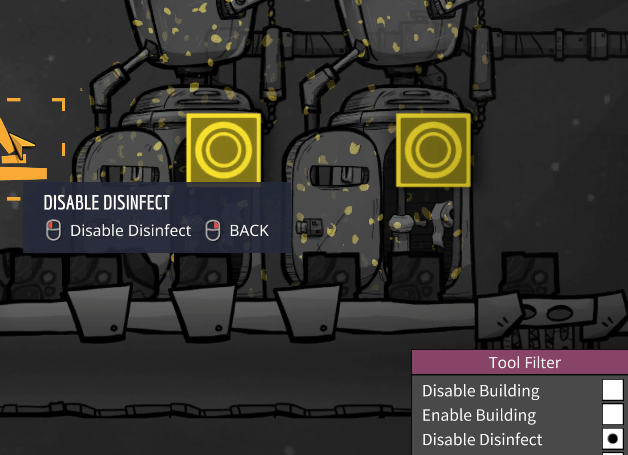 DISABLE DISINFECT
Disable Disinfect BACK
Tool Filter
Disable Building
Enable Building
Disable Disinfect